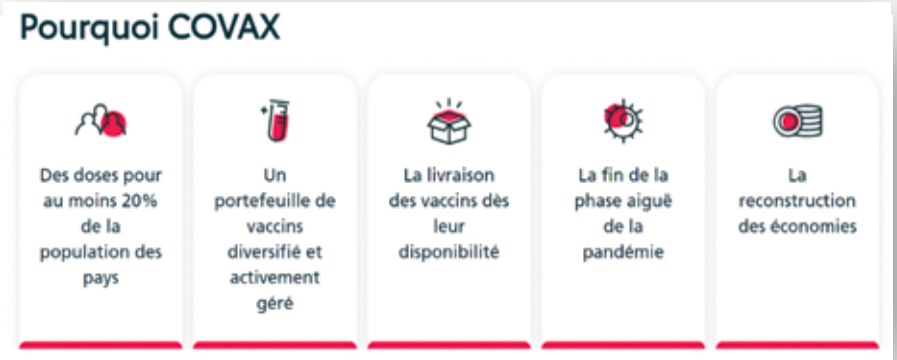 Pourquoi COVAX
Des doses pour
au moins 20%
de la
population des
pays
Un
portefeuille de
vaccins
diversifié et
activement
géré
La livraison
des vaccins dès
leur
disponibilité
La fin de la
phase aiguë
de la
pandémie
La
reconstruction
des économies